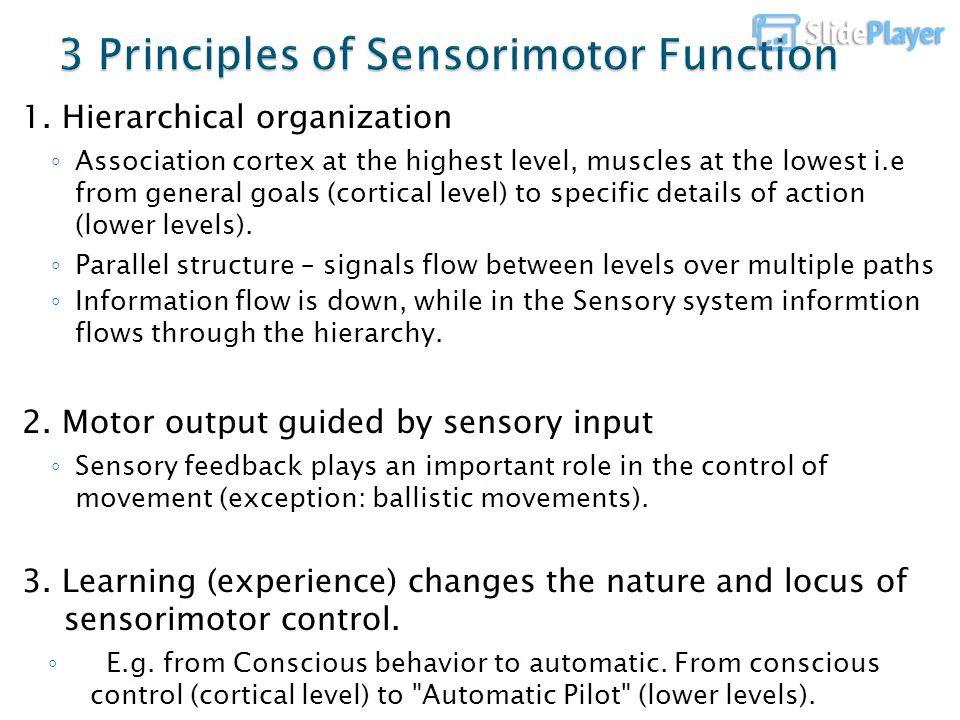 3 Principles of Sensorimotor Function
SlidePlayer
1. Hierarchical organization
◦ Association cortex at the highest level, muscles at the lowest i.e
from general goals (cortical level) to specific details of action
(lower levels).
◦ Parallel structure – signals flow between levels over multiple paths
◦ Information flow is down, while in the Sensory system informtion
flows through the hierarchy.
2. Motor output guided by sensory input
◦ Sensory feedback plays an important role in the control of
movement (exception: ballistic movements).
3. Learning (experience) changes the nature and locus of
sensorimotor control.
◦ E.g. from Conscious behavior to automatic. From conscious
control (cortical level) to "Automatic Pilot" (lower levels).